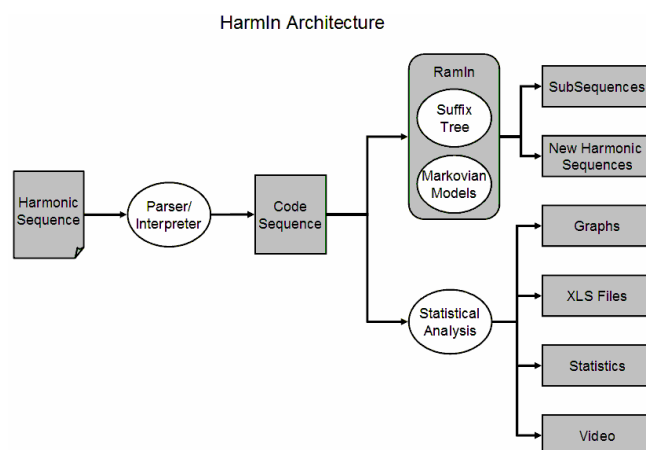 HarmIn Architecture
Harmonic
Sequence
Parser/
Interpreter
Code
Sequence
RamIn
Suffix
Tree
Markovian
Models
Statistical
Analysis
SubSequences
New Harmonic
Sequences
Graphs
XLS Files
Statistics
Video